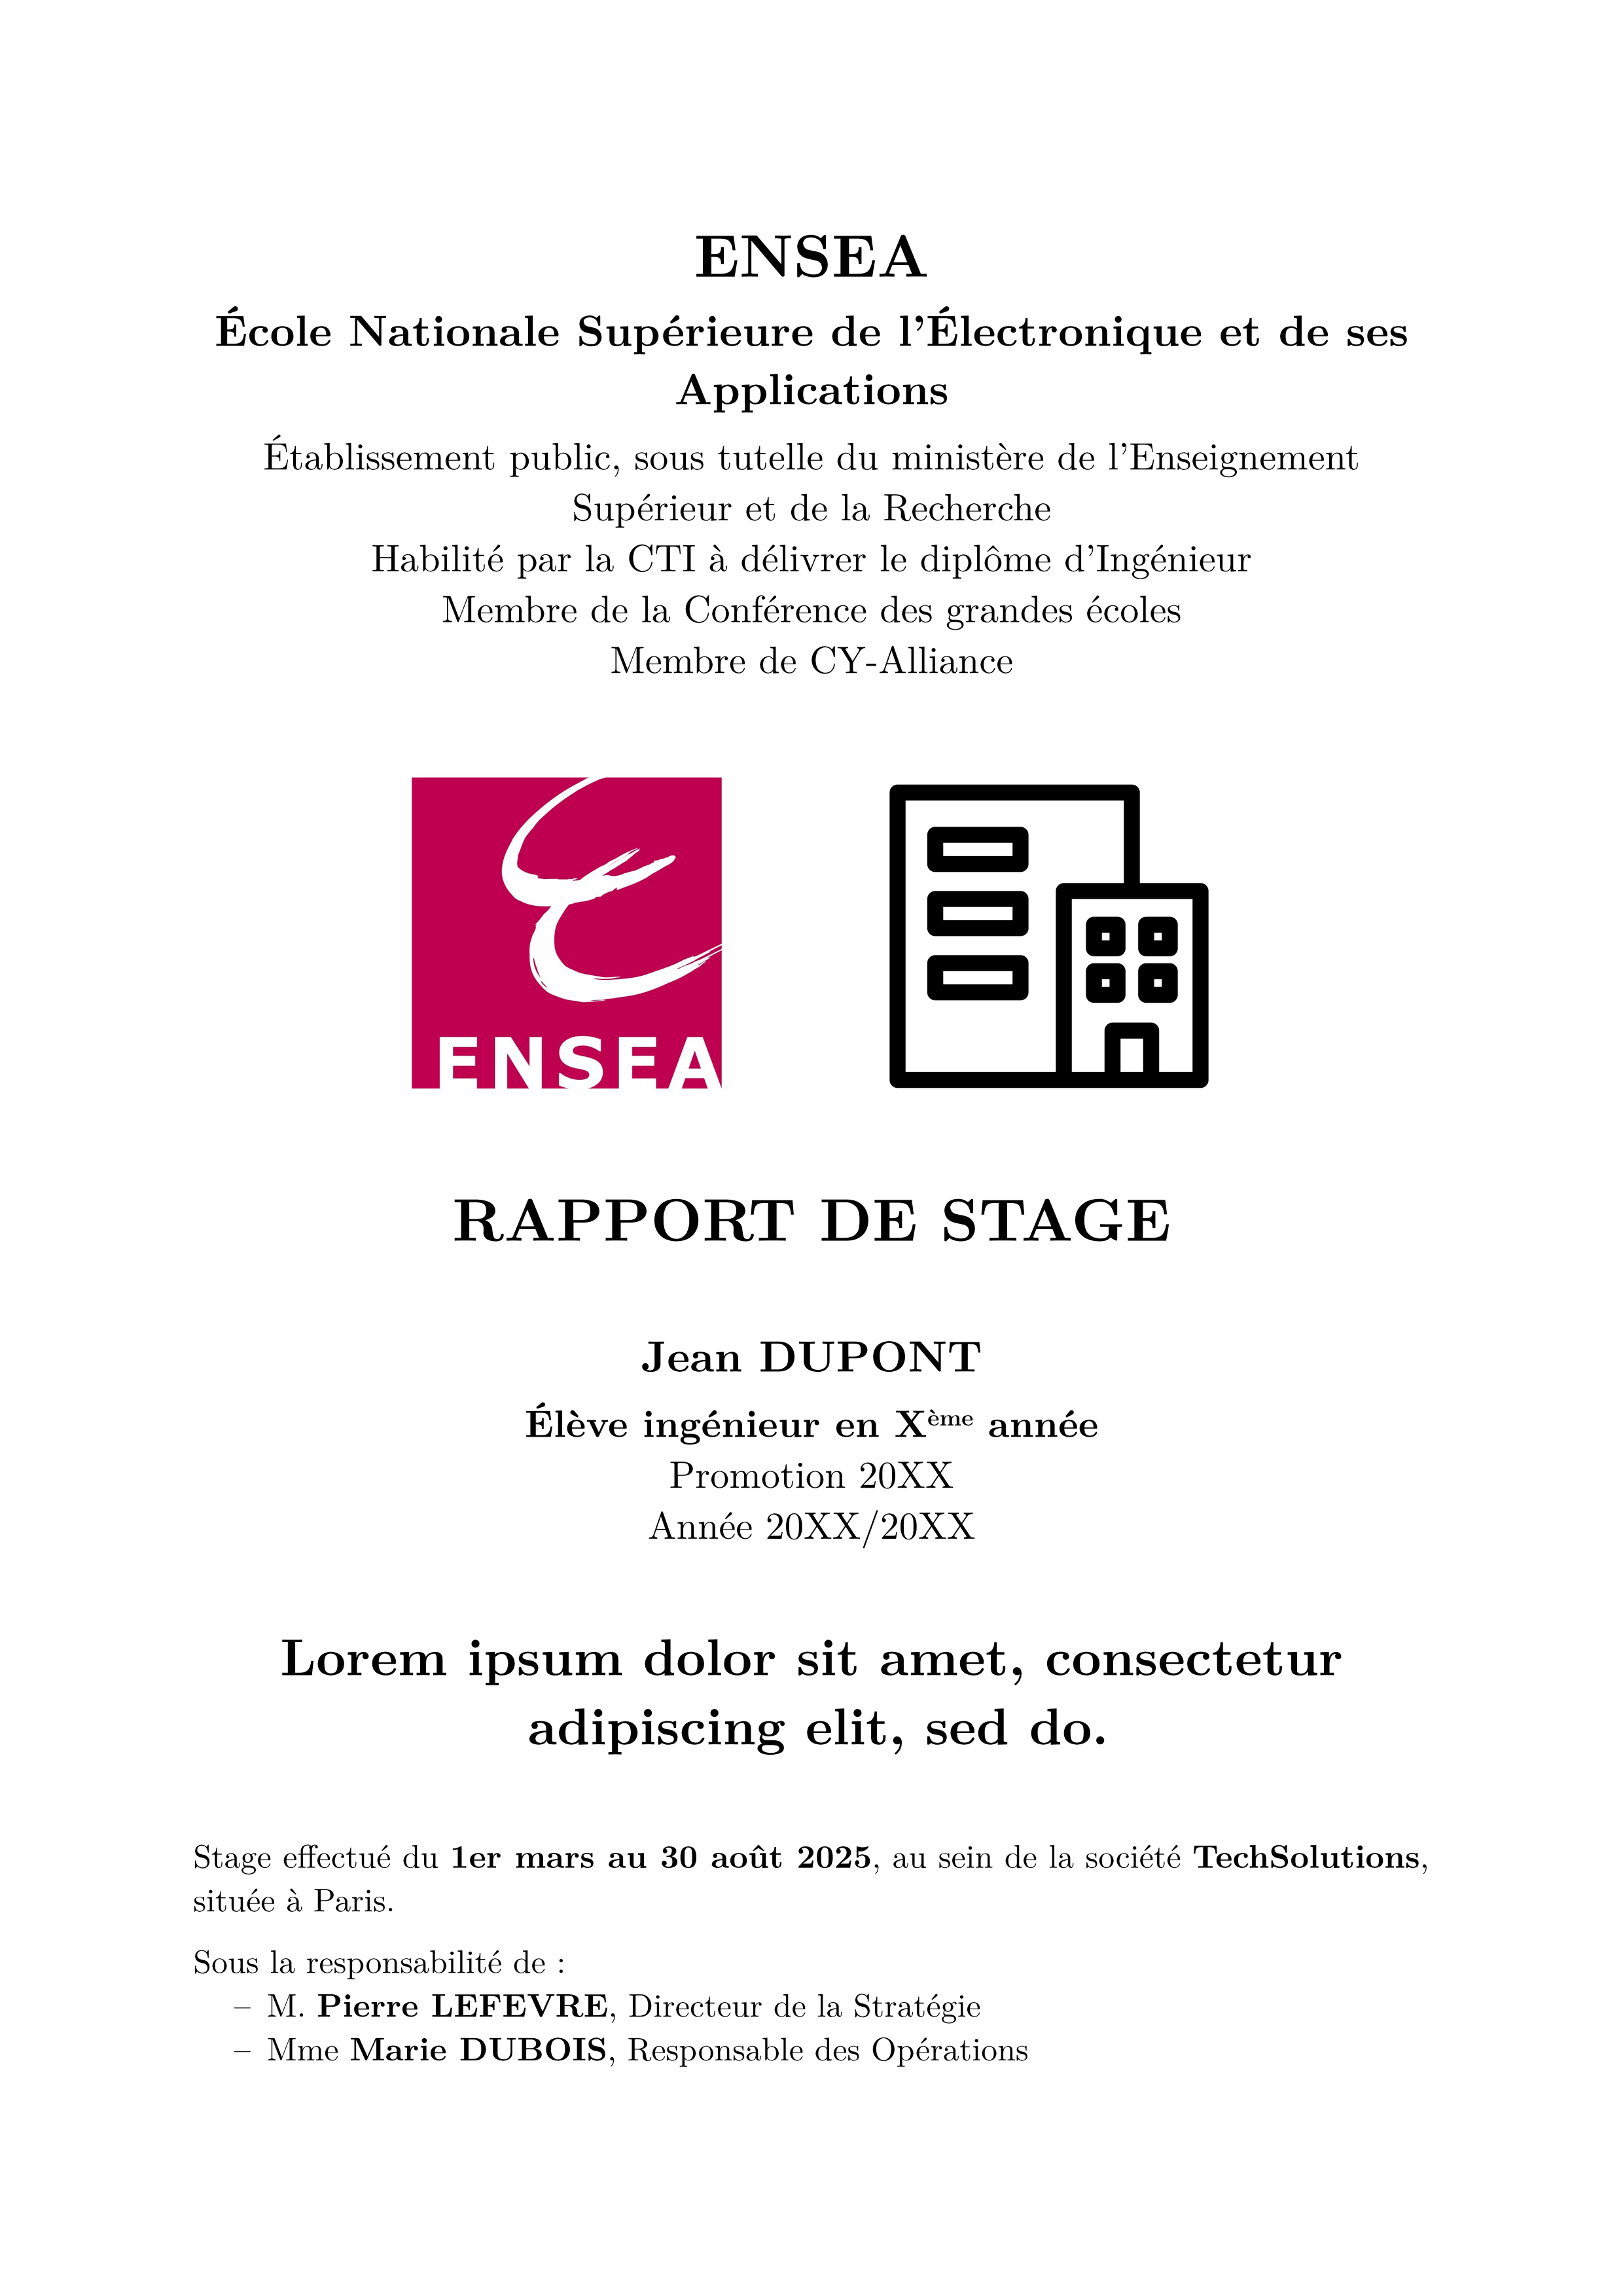 ENSEA
École Nationale Supérieure de l'Électronique et de ses
Applications
Établissement public, sous tutelle du ministère de l'Enseignement
Supérieur et de la Recherche
Habilité par la CTI à délivrer le diplôme d'Ingénieur
Membre de la Conférence des grandes écoles
Membre de CY-Alliance
ENSEA
RAPPORT DE STAGE
Jean DUPONT
Élève ingénieur en Xème année
Promotion 20XX
Année 20XX/20XX
Lorem ipsum dolor sit amet, consectetur
adipiscing elit, sed do.
Stage effectué du 1er mars au 30 août 2025, au sein de la société TechSolutions,
située à Paris.
Sous la responsabilité de :
– M. Pierre LEFEVRE, Directeur de la Stratégie
– Mme Marie DUBOIS, Responsable des Opérations